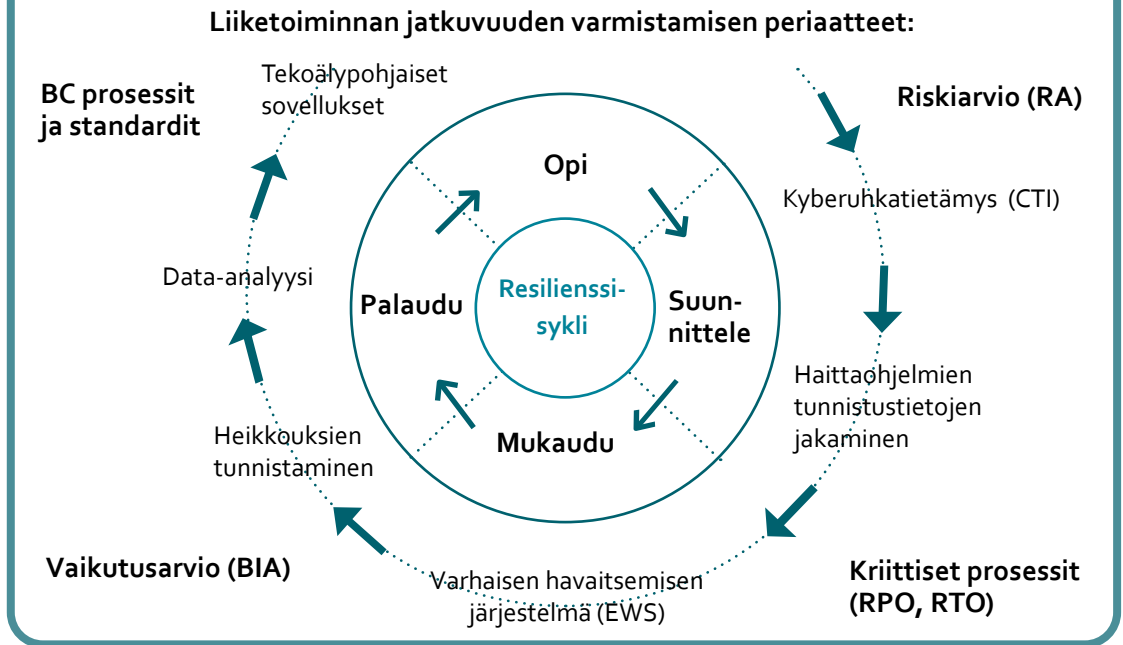 Liiketoiminnan jatkuvuuden varmistamisen periaatteet:
BC prosessit
ja standardit
Tekoälypohjaiset
sovellukset
Riskiarvio (RA)
Opi
Kyberuhkatietämys (CTI)
Data-analyysi
Palaudu
Resilienssi-
sykli
Suun-
nittele
Haittaohjelmien
tunnistustietojen
jakaminen
Heikkouksien
tunnistaminen
Mukaudu
Vaikutusarvio (BIA)
Varhaisen havaitsemisen
järjestelmä (EWS)
Kriittiset prosessit
(RPO, RTO)